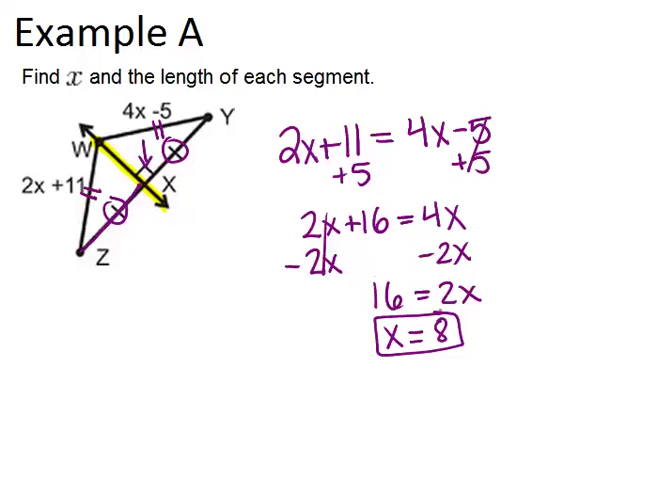 Example A
Find x and the length of each segment.
4x -5
Y
W
X
2x +11
Z
2x+11 = 4x-5
+5 +5
2x+16 = 4x
-2x -2x
16 = 2x
x = 8